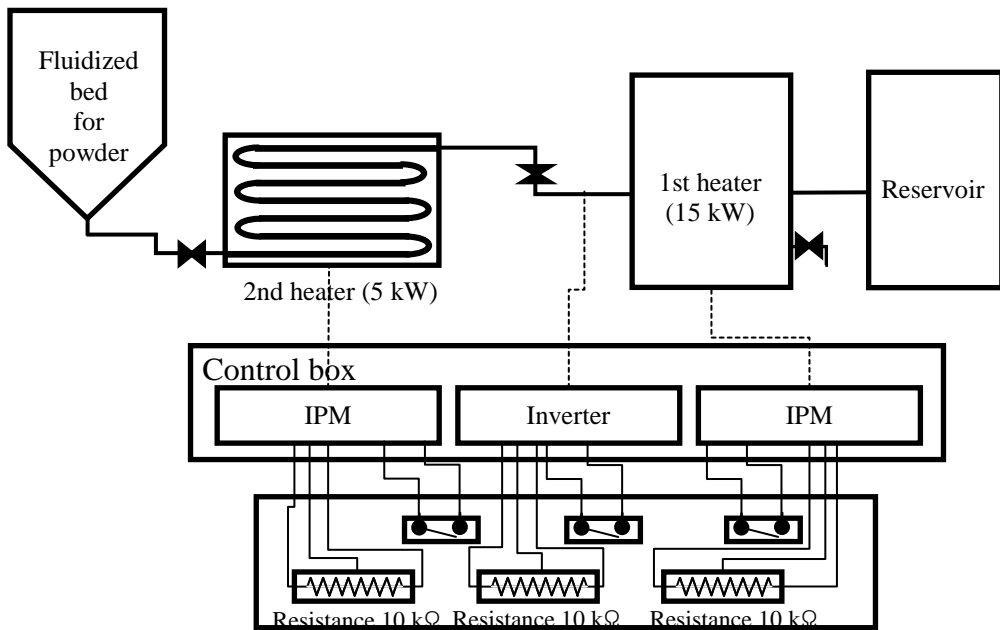 Fluidized
bed
for
powder
1st heater
(15 kW)
Reservoir
2nd heater (5 kW)
Control box
IPM
Inverter
IPM
Resistance 10 kΩ
Resistance 10 kΩ
Resistance 10 kΩ